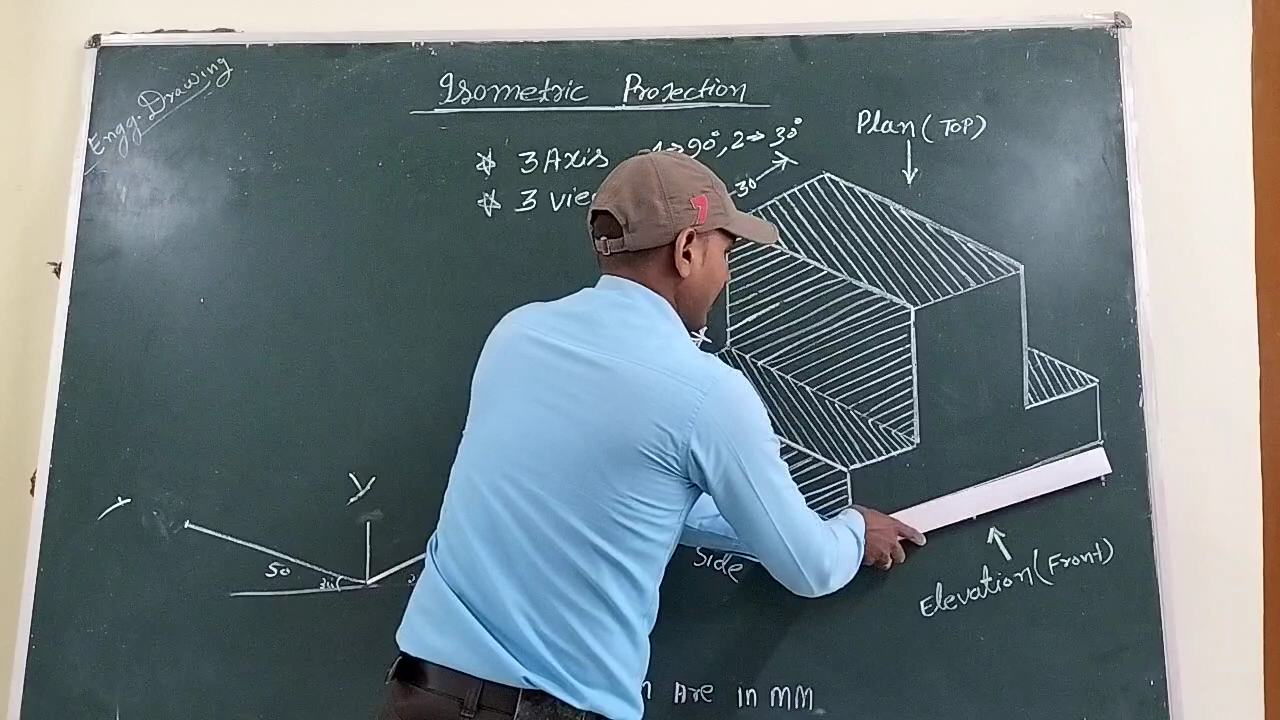 Engg. Drawing
Isometric Projection
* 3 Axis 1→90°, 2→30°
* 3 vie
30
Plan (TOP)
y
50
30°
Side
Elevation (Front)
Are in MM